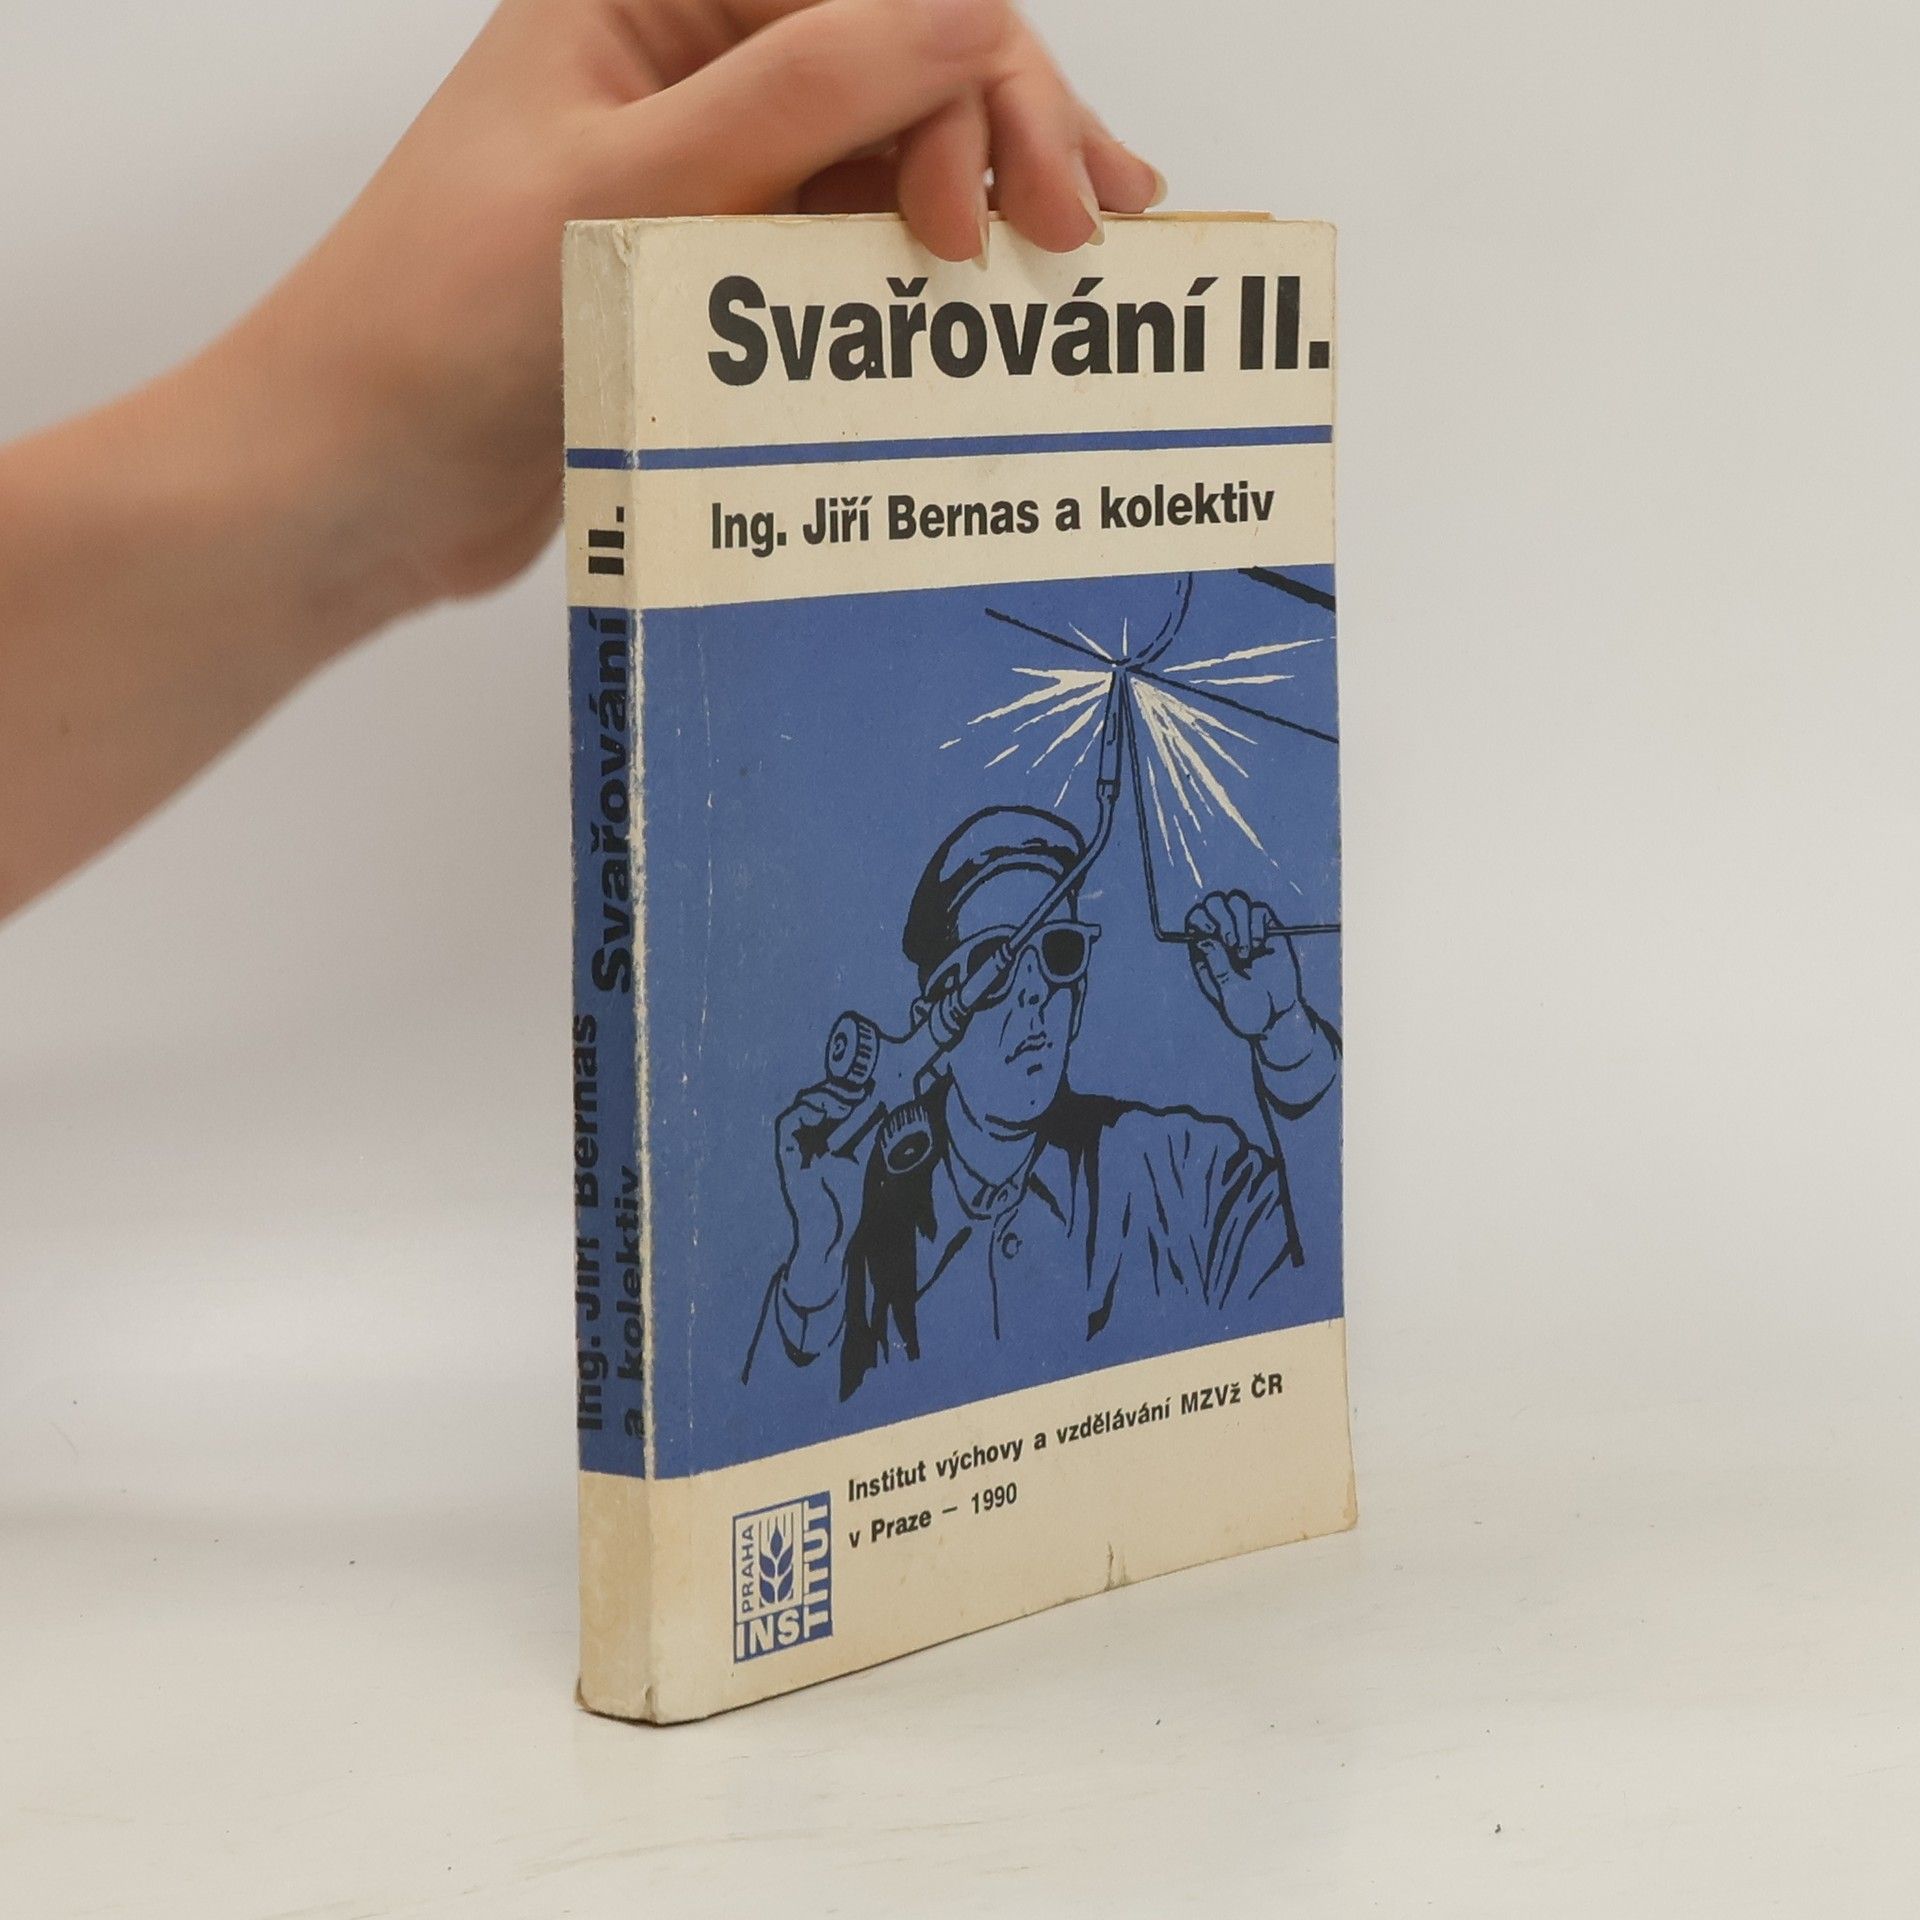 Svařování II.
Ing. Jiří Bernas a kolektiv
Institut výchovy a vzdělávání MZVž ČR
v Praze – 1990
PRAHA
INSTITUT
Ing. Jiří Bernas
a kolektiv
Svařování II.